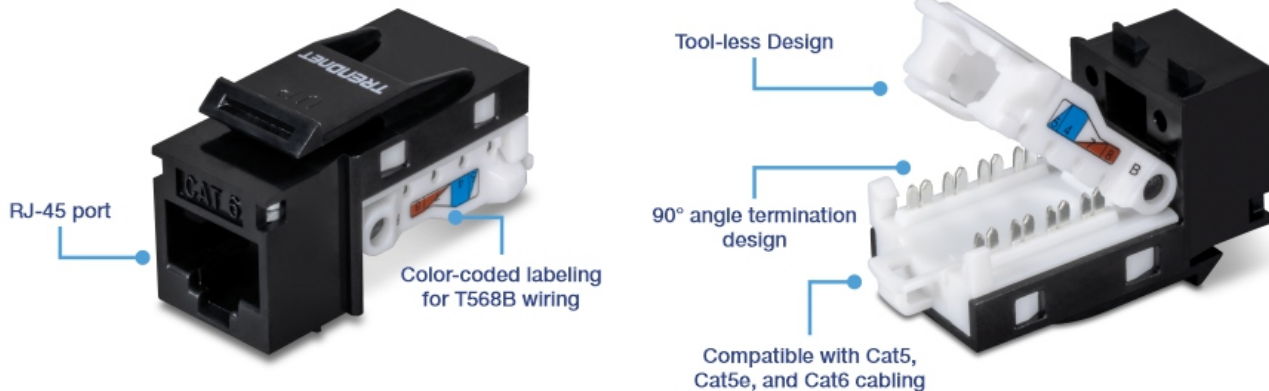 Tool-less Design
TRENDNET
CAT 6
RJ-45 port
Color-coded labeling
for T568B wiring
90° angle termination
design
B
Compatible with Cat5,
Cat5e, and Cat6 cabling